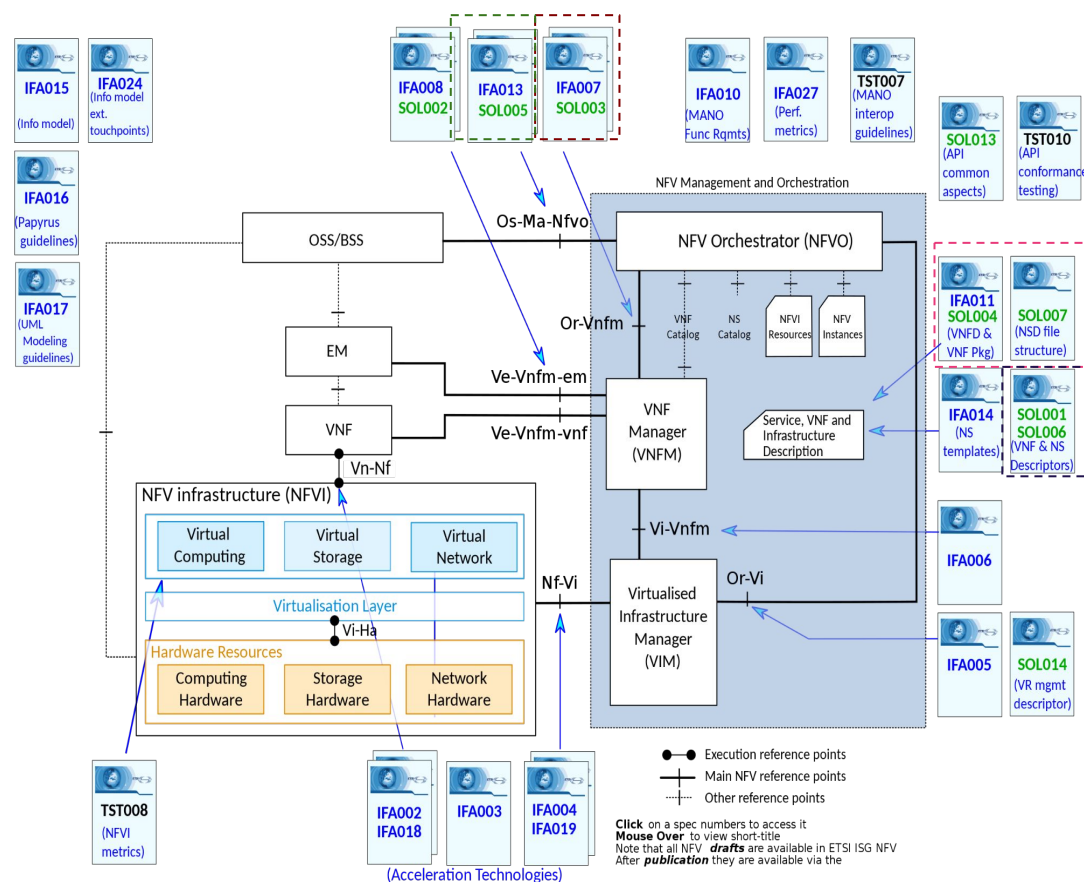 IFA015
(Info model)
IFA024
(Info model
ext.
touchpoints)
IFA008
SOL002
IFA013
SOL005
IFA007
SOL003
IFA010
(MANO
Func Rqmts)
IFA027
(Perf.
metrics)
TST007
(MANO
interop
guidelines)
SOL013
(API
common
aspects)
TST010
(API
conformance
testing)
IFA016
(Papyrus
guidelines)
IFA017
(UML
Modeling
guidelines)
NFV Management and Orchestration
OSS/BSS
Os-Ma-Nfvo
NFV Orchestrator (NFVO)
Or-Vnfm
VNF
Catalog
NS
Catalog
NFVI
Resources
NFV
Instances
IFA011
SOL004
(VNFD &
VNF Pkg)
SOL007
(NSD file
structure)
EM
Ve-Vnfm-em
VNF
Ve-Vnfm-vnf
VNF
Manager
(VNFM)
Service, VNF and
Infrastructure
Description
IFA014
(NS
templates)
SOL001
SOL006
(VNF & NS
Descriptors)
Vn-Nf
NFV infrastructure (NFVI)
Virtual
Computing
Virtual
Storage
Virtual
Network
Vi-Vnfm
IFA006
Nf-Vi
Or-Vi
Virtualisation Layer
Vi-Ha
Virtualised
Infrastructure
Manager
(VIM)
Hardware Resources
Computing
Hardware
Storage
Hardware
Network
Hardware
IFA005
SOL014
(VR mgmt
descriptor)
TST008
(NFVI
metrics)
IFA002
IFA018
IFA003
IFA004
IFA019
(Acceleration Technologies)
Execution reference points
Main NFV reference points
Other reference points
Click on a spec numbers to access it
Mouse Over to view short-title
Note that all NFV drafts are available in ETSI ISG NFV
After publication they are available via the